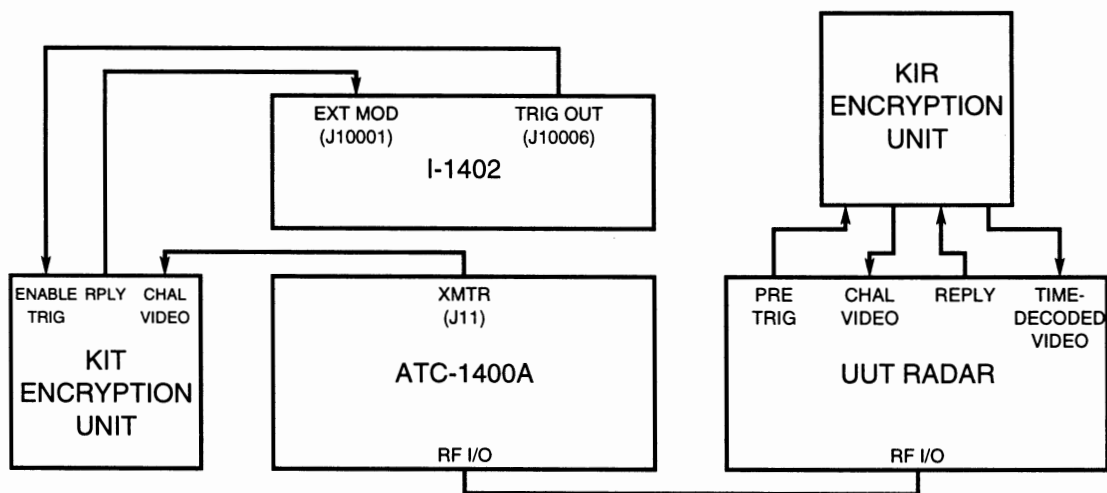 KIR
ENCRYPTION
UNIT
EXT MOD
(J10001)
TRIG OUT
(J10006)
I-1402
ENABLE
TRIG
RPLY
CHAL
VIDEO
KIT
ENCRYPTION
UNIT
XMTR
(J11)
ATC-1400A
RF I/O
PRE
TRIG
CHAL
VIDEO
REPLY
TIME-
DECODED
VIDEO
UUT RADAR
RF I/O